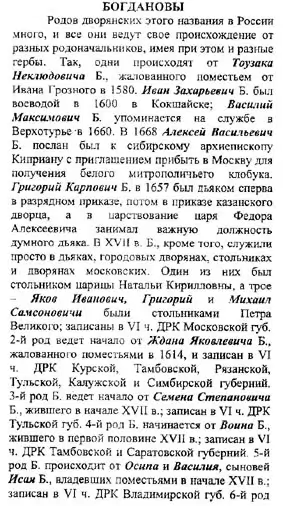 БОГДАНОВЫ
Родов дворянских этого названия в России
много, и все они ведут свое происхождение от
разных родоначальников, имея при этом и разные
гербы. Так, одни происходят от Тоузака
Неклюдовича Б., жалованного поместьем от
Ивана Грозного в 1580. Иван Захарьевич Б. был
воеводой в 1600 в Кокшайске; Василий
Максимович Б. упоминается на службе в
Верхотурье в 1660. В 1668 Алексей Васильевич
Б. послан был к сибирскому архиепископу
Киприану с приглашением прибыть в Москву для
получения белого митрополичьего клобука.
Григорий Карпович Б. в 1657 был дьяком сперва
в разрядном приказе, потом в приказе казанского
дворца, а в царствование царя Федора
Алексеевича занимал важную должность
думного дьяка. В XVII в. Б., кроме того, служили
просто в дьяках, городовых дворянах, стольниках
и дворянах московских. Один из них был
стольником царицы Натальи Кирилловны, а трое
– Яков Иванович, Григорий и Михаил
Самсоновичи были стольниками Петра
Великого; записаны в VI ч. ДРК Московской губ.
2-й род ведет начало от Ждана Яковлевича Б.,
жалованного поместьями в 1614, и записан в VI
ч. ДРК Курской, Тамбовской, Рязанской,
Тульской, Калужской и Симбирской губерний.
3-й род Б. ведет начало от Семена Степановича
Б., жившего в начале XVII в.; записан в VI ч. ДРК
Тульской губ. 4-й род Б. начинается от Воина Б.,
жившего в первой половине XVII в.; записан в VI
ч. ДРК Тамбовской и Саратовской губерний. 5-й
род Б. происходит от Осипа и Василия, сыновей
Исая Б., владевших поместьями в начале XVII в.;
записан в VI ч. ДРК Владимирской губ. 6-й род